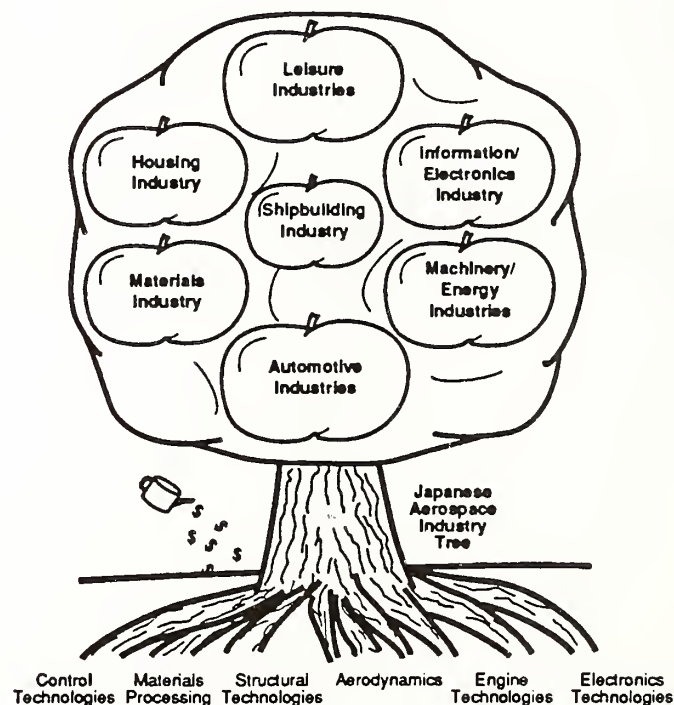 Leisure
Industries
Housing
Industry
Information/
Electronics
Industry
Shipbuilding
Industry
Materials
Industry
Machinery/
Energy
Industries
Automotive
Industries
$
$
$
$
$
Japanese
Aerospace
Industry
Tree
Control
Technologies
Materials
Processing
Structural
Technologies
Aerodynamics
Engine
Technologies
Electronics
Technologies